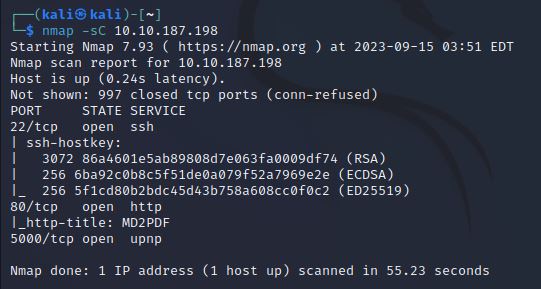 ┌──(kali㉿kali)-[~]
└─$ nmap -sC 10.10.187.198
Starting Nmap 7.93 ( https://nmap.org ) at 2023-09-15 03:51 EDT
Nmap scan report for 10.10.187.198
Host is up (0.24s latency).
Not shown: 997 closed tcp ports (conn-refused)
PORT     STATE SERVICE
22/tcp   open  ssh
| ssh-hostkey:
|   3072 86a4601e5ab89808d7e063fa0009df74 (RSA)
|   256 6ba92c0b8c5f51de0a079f52a7969e2e (ECDSA)
|_  256 5f1cd80b2bdc45d43b758a608cc0f0c2 (ED25519)
80/tcp   open  http
|_http-title: MD2PDF
5000/tcp open  upnp

Nmap done: 1 IP address (1 host up) scanned in 55.23 seconds